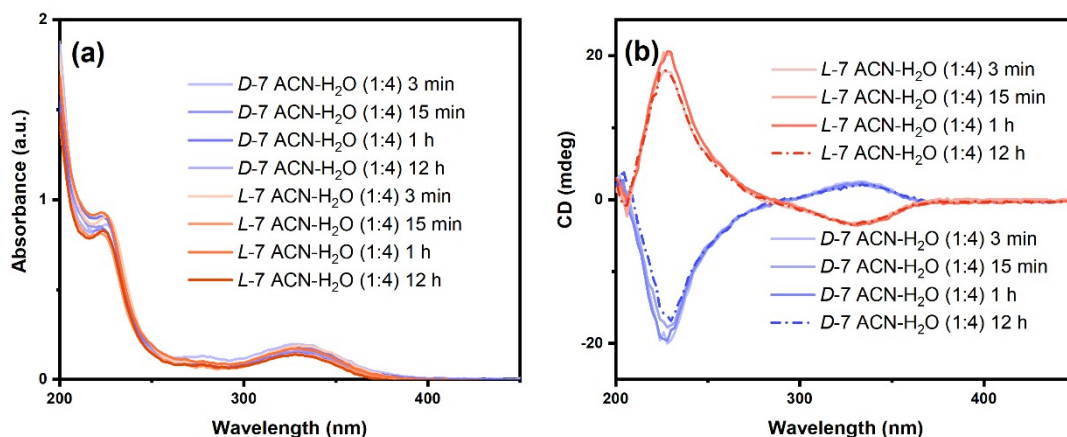 (a)
2
1
0
Absorbance (a.u.)
D-7 ACN-H₂O (1:4) 3 min
D-7 ACN-H₂O (1:4) 15 min
D-7 ACN-H₂O (1:4) 1 h
D-7 ACN-H₂O (1:4) 12 h
L-7 ACN-H₂O (1:4) 3 min
L-7 ACN-H₂O (1:4) 15 min
L-7 ACN-H₂O (1:4) 1 h
L-7 ACN-H₂O (1:4) 12 h
200 300 400
Wavelength (nm)
(b)
20
0
-20
CD (mdeg)
L-7 ACN-H₂O (1:4) 3 min
L-7 ACN-H₂O (1:4) 15 min
L-7 ACN-H₂O (1:4) 1 h
L-7 ACN-H₂O (1:4) 12 h
D-7 ACN-H₂O (1:4) 3 min
D-7 ACN-H₂O (1:4) 15 min
D-7 ACN-H₂O (1:4) 1 h
D-7 ACN-H₂O (1:4) 12 h
200 300 400
Wavelength (nm)